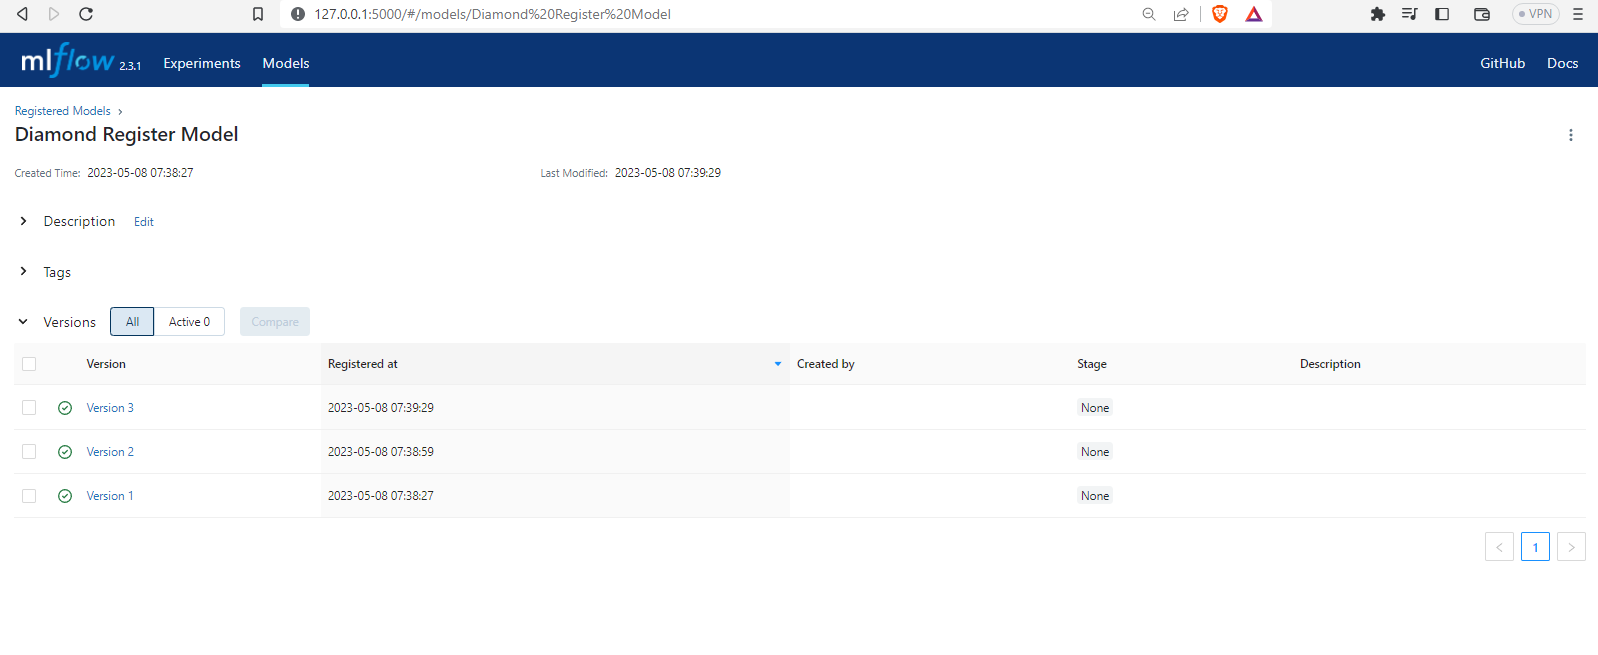 127.0.0.1:5000/#/models/Diamond%20Register%20Model VPN
mlflow 2.3.1 Experiments Models GitHub Docs
Registered Models
Diamond Register Model
Created Time: 2023-05-08 07:38:27 Last Modified: 2023-05-08 07:39:29
Description Edit
Tags
Versions All Active 0 Compare
Version Registered at Created by Stage Description
Version 3 2023-05-08 07:39:29 None
Version 2 2023-05-08 07:38:59 None
Version 1 2023-05-08 07:38:27 None
1